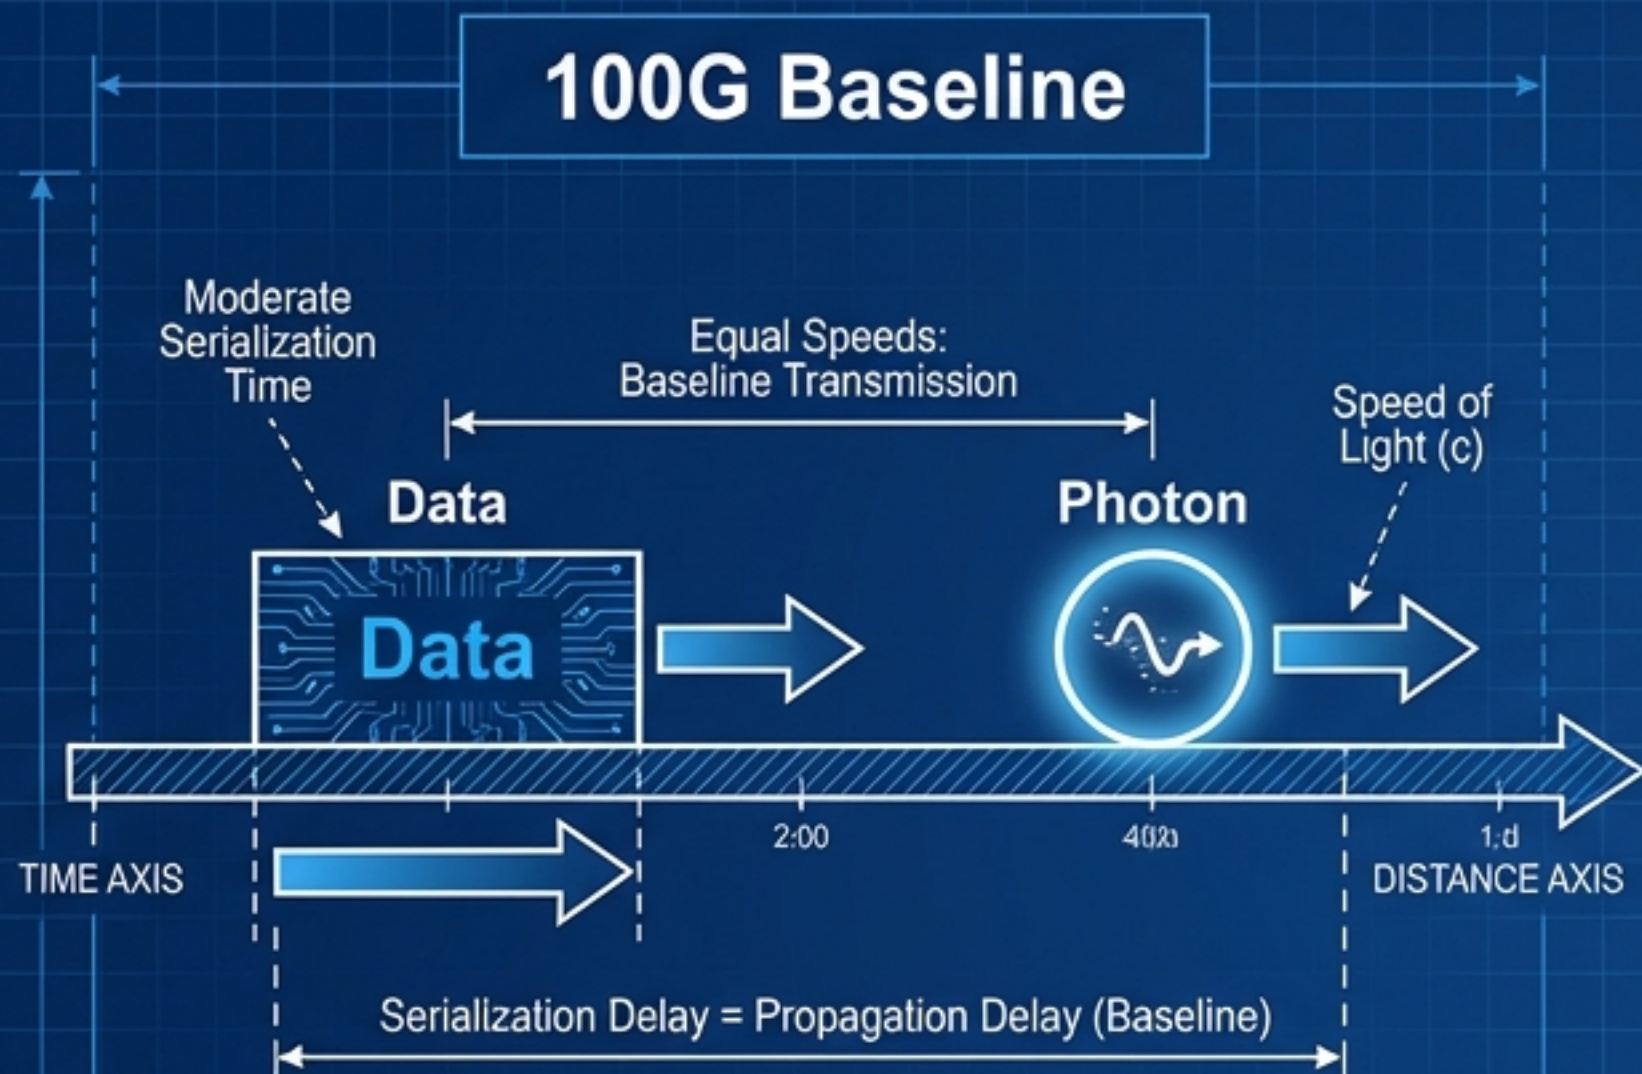 100G Baseline
Moderate
Serialization
Time
Equal Speeds:
Baseline Transmission
Speed of
Light (c)
Data
Photon
Data
2:00
1:d
TIME AXIS
DISTANCE AXIS
Serialization Delay = Propagation Delay (Baseline)